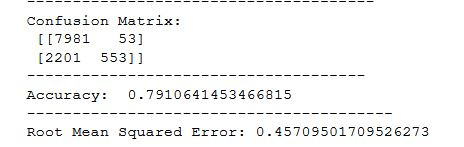 ----------------------------------------
Confusion Matrix:
[[7981   53]
[2201  553]]
---------------------------------------
Accuracy:  0.7910641453466815
------------------------------------------
Root Mean Squared Error: 0.45709501709526273